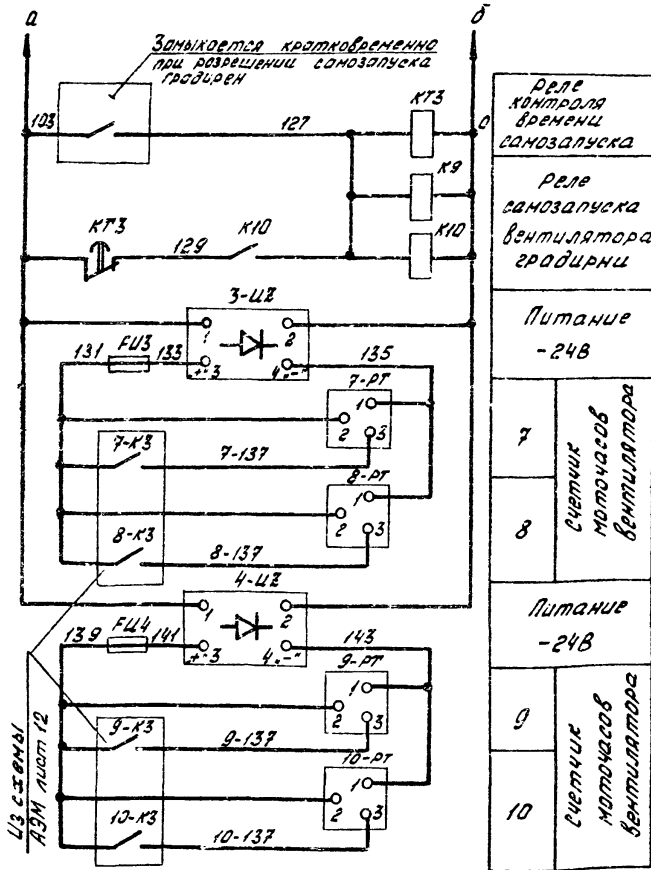 а
б
Замыкается кратковременно
при разрешении самозапуска
градирен
103
127
КТ3
0
К9
КТ3
129
К10
К10
3-UZ
1
2
FU3
131
133
"+"3
4"-"
135
7-РТ
1
2
3
7-К3
7-137
8-РТ
1
2
3
8-К3
8-137
4-UZ
1
2
FU4
139
141
"+"3
4"-"
143
9-РТ
1
2
3
9-К3
9-137
10-РТ
1
2
3
10-К3
10-137
Из схемы
АЭМ лист 12
Реле
контроля
времени
самозапуска
Реле
самозапуска
вентилятора
градирни
Питание
-24В
7
8
Счетчик
моточасов
вентилятора
Питание
-24В
9
10
Счетчик
моточасов
вентилятора